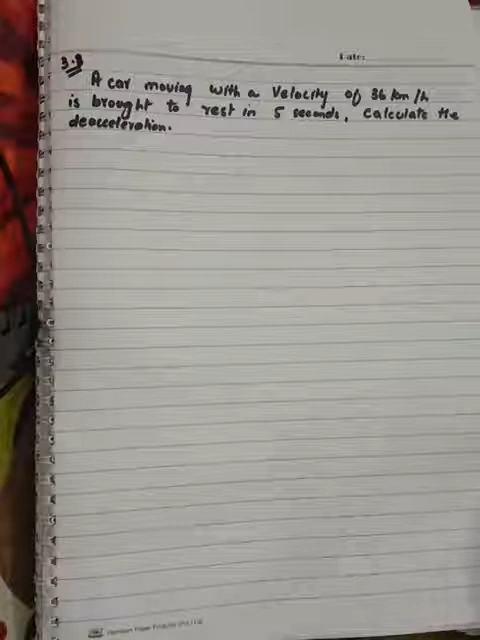 Date:
3.8
A car moving with a velocity of 36 km/h
is brought to rest in 5 seconds, calculate the
deacceleration.